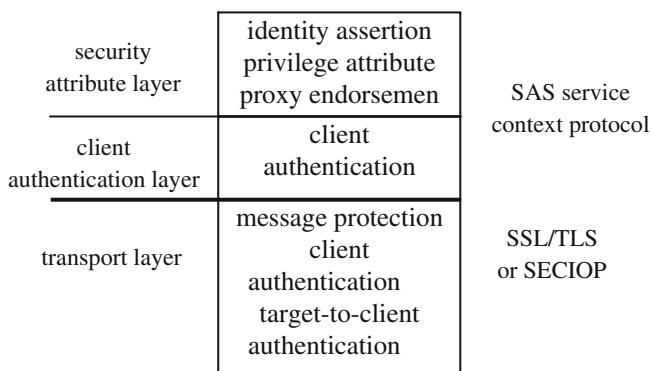 security
attribute layer
identity assertion
privilege attribute
proxy endorsemen
SAS service
context protocol
client
authentication layer
client
authentication
transport layer
message protection
client
authentication
target-to-client
authentication
SSL/TLS
or SECIOP